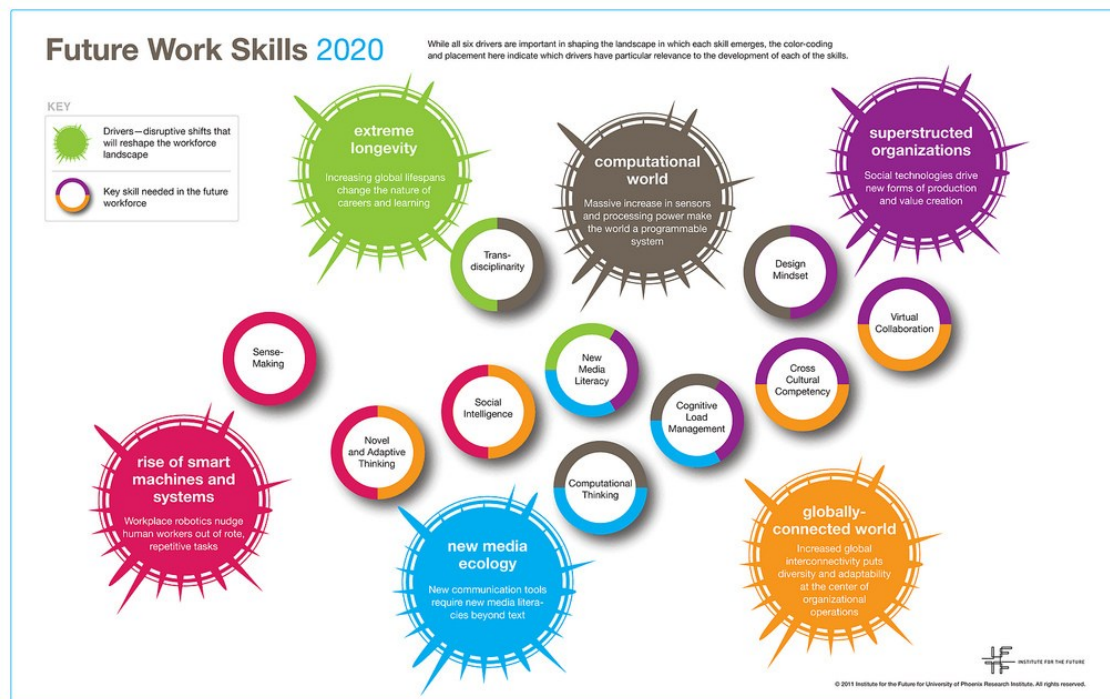 Future Work Skills 2020
While all six drivers are important in shaping the landscape in which each skill emerges, the color-coding
and placement here indicate which drivers have particular relevance to the development of each of the skills.
KEY
Drivers—disruptive shifts that
will reshape the workforce
landscape
Key skill needed in the future
workforce
extreme
longevity
Increasing global lifespans
change the nature of
careers and learning
computational
world
Massive increase in sensors
and processing power make
the world a programmable
system
superstructed
organizations
Social technologies drive
new forms of production
and value creation
Trans-
disciplinarity
Design
Mindset
Virtual
Collaboration
Sense-
Making
New
Media
Literacy
Cross
Cultural
Competency
Social
Intelligence
Cognitive
Load
Management
Novel
and Adaptive
Thinking
Computational
Thinking
rise of smart
machines and
systems
Workplace robotics nudge
human workers out of rote,
repetitive tasks
new media
ecology
New communication tools
require new media litera-
cies beyond text
globally-
connected world
Increased global
interconnectivity puts
diversity and adaptability
at the center of
organizational
operations
INSTITUTE FOR THE FUTURE
© 2011 Institute for the Future for University of Phoenix Research Institute. All rights reserved.